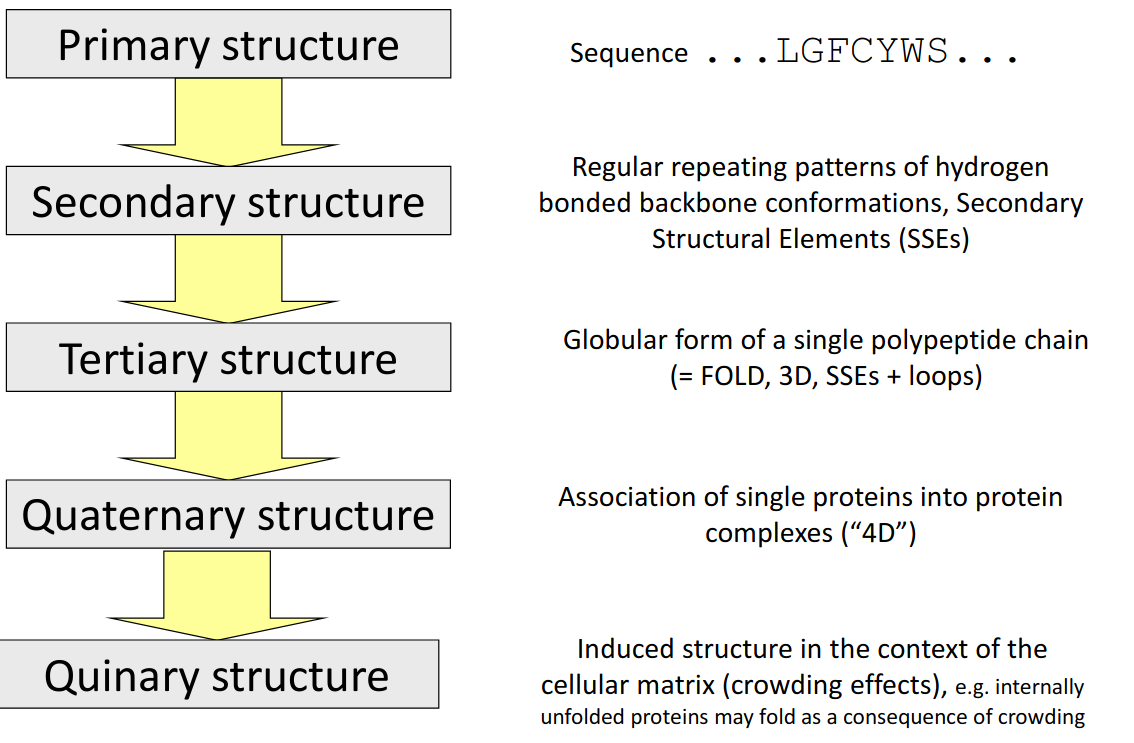 Primary structure
Sequence ...LGFCYWS...
Secondary structure
Regular repeating patterns of hydrogen
bonded backbone conformations, Secondary
Structural Elements (SSEs)
Tertiary structure
Globular form of a single polypeptide chain
(= FOLD, 3D, SSEs + loops)
Quaternary structure
Association of single proteins into protein
complexes (“4D”)
Quinary structure
Induced structure in the context of the
cellular matrix (crowding effects), e.g. internally
unfolded proteins may fold as a consequence of crowding